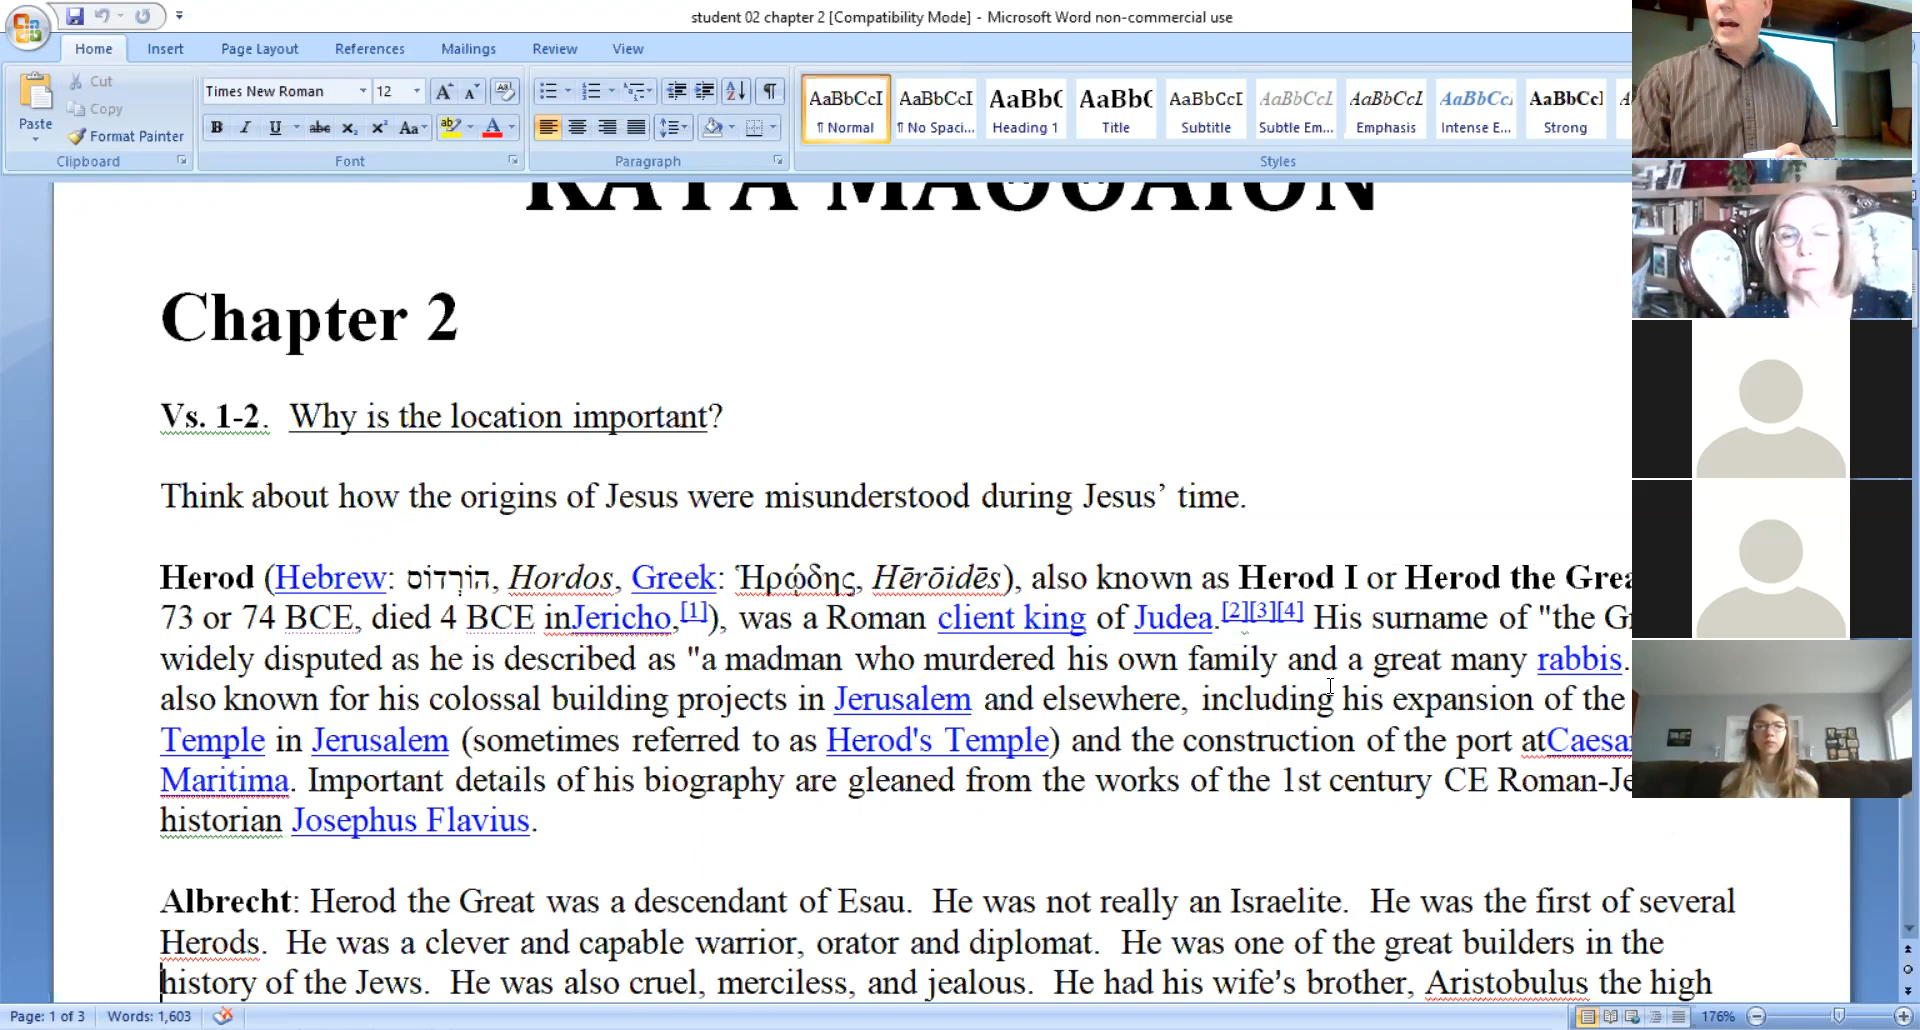 student 02 chapter 2 [Compatibility Mode] - Microsoft Word non-commercial use
Home Insert Page Layout References Mailings Review View
Paste
Cut
Copy
Format Painter
Clipboard
Times New Roman 12
Font
Paragraph
AaBbCcI AaBbCcI AaBbC AaBbC AaBbCcI AaBbCcI AaBbCcI AaBbCcI AaBbCcI
¶ Normal ¶ No Spaci... Heading 1 Title Subtitle Subtle Em... Emphasis Intense E... Strong
Styles
ΚΑΤΑ ΜΑΘΘΑΙΟΝ
Chapter 2
Vs. 1-2. Why is the location important?
Think about how the origins of Jesus were misunderstood during Jesus’ time.
Herod (Hebrew: הוֹרְדוֹס, Hordos, Greek: Ἡρῴδης, Hērōidēs), also known as Herod I or Herod the Gre
73 or 74 BCE, died 4 BCE inJericho,[1]), was a Roman client king of Judea.[2][3][4] His surname of "the G
widely disputed as he is described as "a madman who murdered his own family and a great many rabbis.
also known for his colossal building projects in Jerusalem and elsewhere, including his expansion of the
Temple in Jerusalem (sometimes referred to as Herod's Temple) and the construction of the port atCaesa
Maritima. Important details of his biography are gleaned from the works of the 1st century CE Roman-Je
historian Josephus Flavius.
Albrecht: Herod the Great was a descendant of Esau. He was not really an Israelite. He was the first of several
Herods. He was a clever and capable warrior, orator and diplomat. He was one of the great builders in the
history of the Jews. He was also cruel, merciless, and jealous. He had his wife’s brother, Aristobulus the high
Page: 1 of 3 Words: 1,603 176%